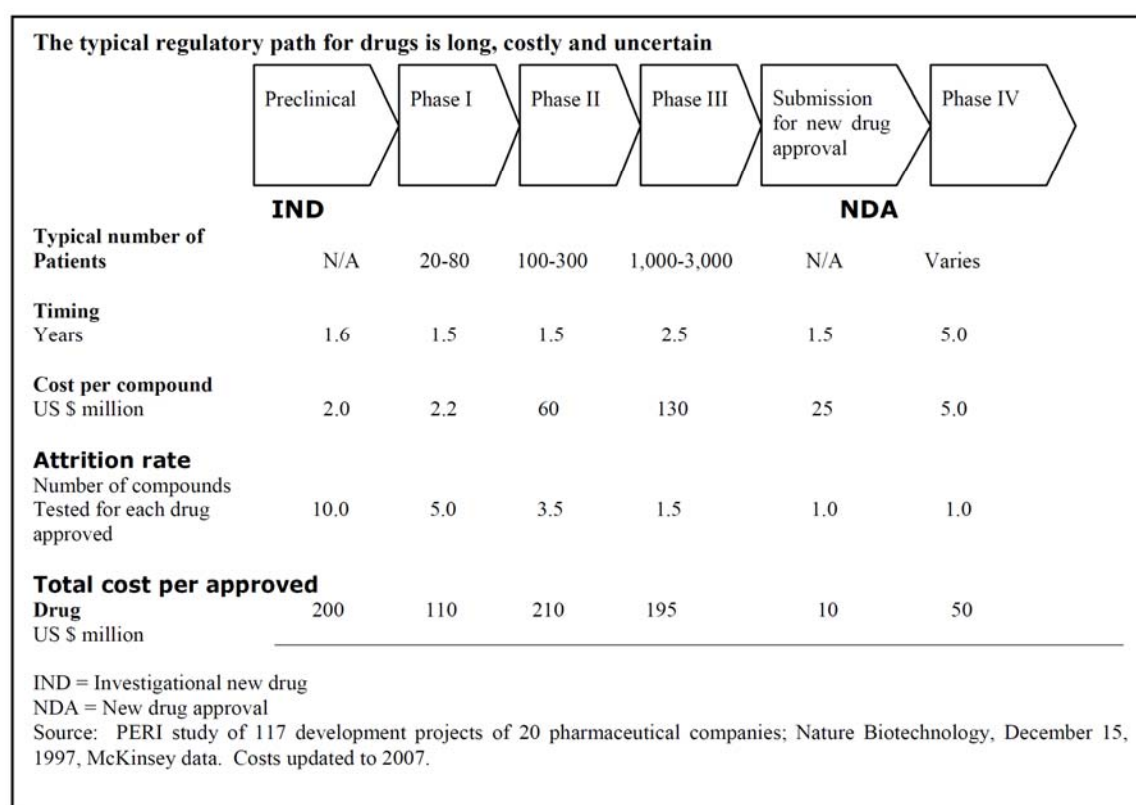 The typical regulatory path for drugs is long, costly and uncertain
Preclinical Phase I Phase II Phase III Submission for new drug approval Phase IV
IND NDA
Typical number of
Patients N/A 20-80 100-300 1,000-3,000 N/A Varies
Timing
Years 1.6 1.5 1.5 2.5 1.5 5.0
Cost per compound
US $ million 2.0 2.2 60 130 25 5.0
Attrition rate
Number of compounds
Tested for each drug 10.0 5.0 3.5 1.5 1.0 1.0
approved
Total cost per approved
Drug 200 110 210 195 10 50
US $ million
IND = Investigational new drug
NDA = New drug approval
Source: PERI study of 117 development projects of 20 pharmaceutical companies; Nature Biotechnology, December 15,
1997, McKinsey data. Costs updated to 2007.